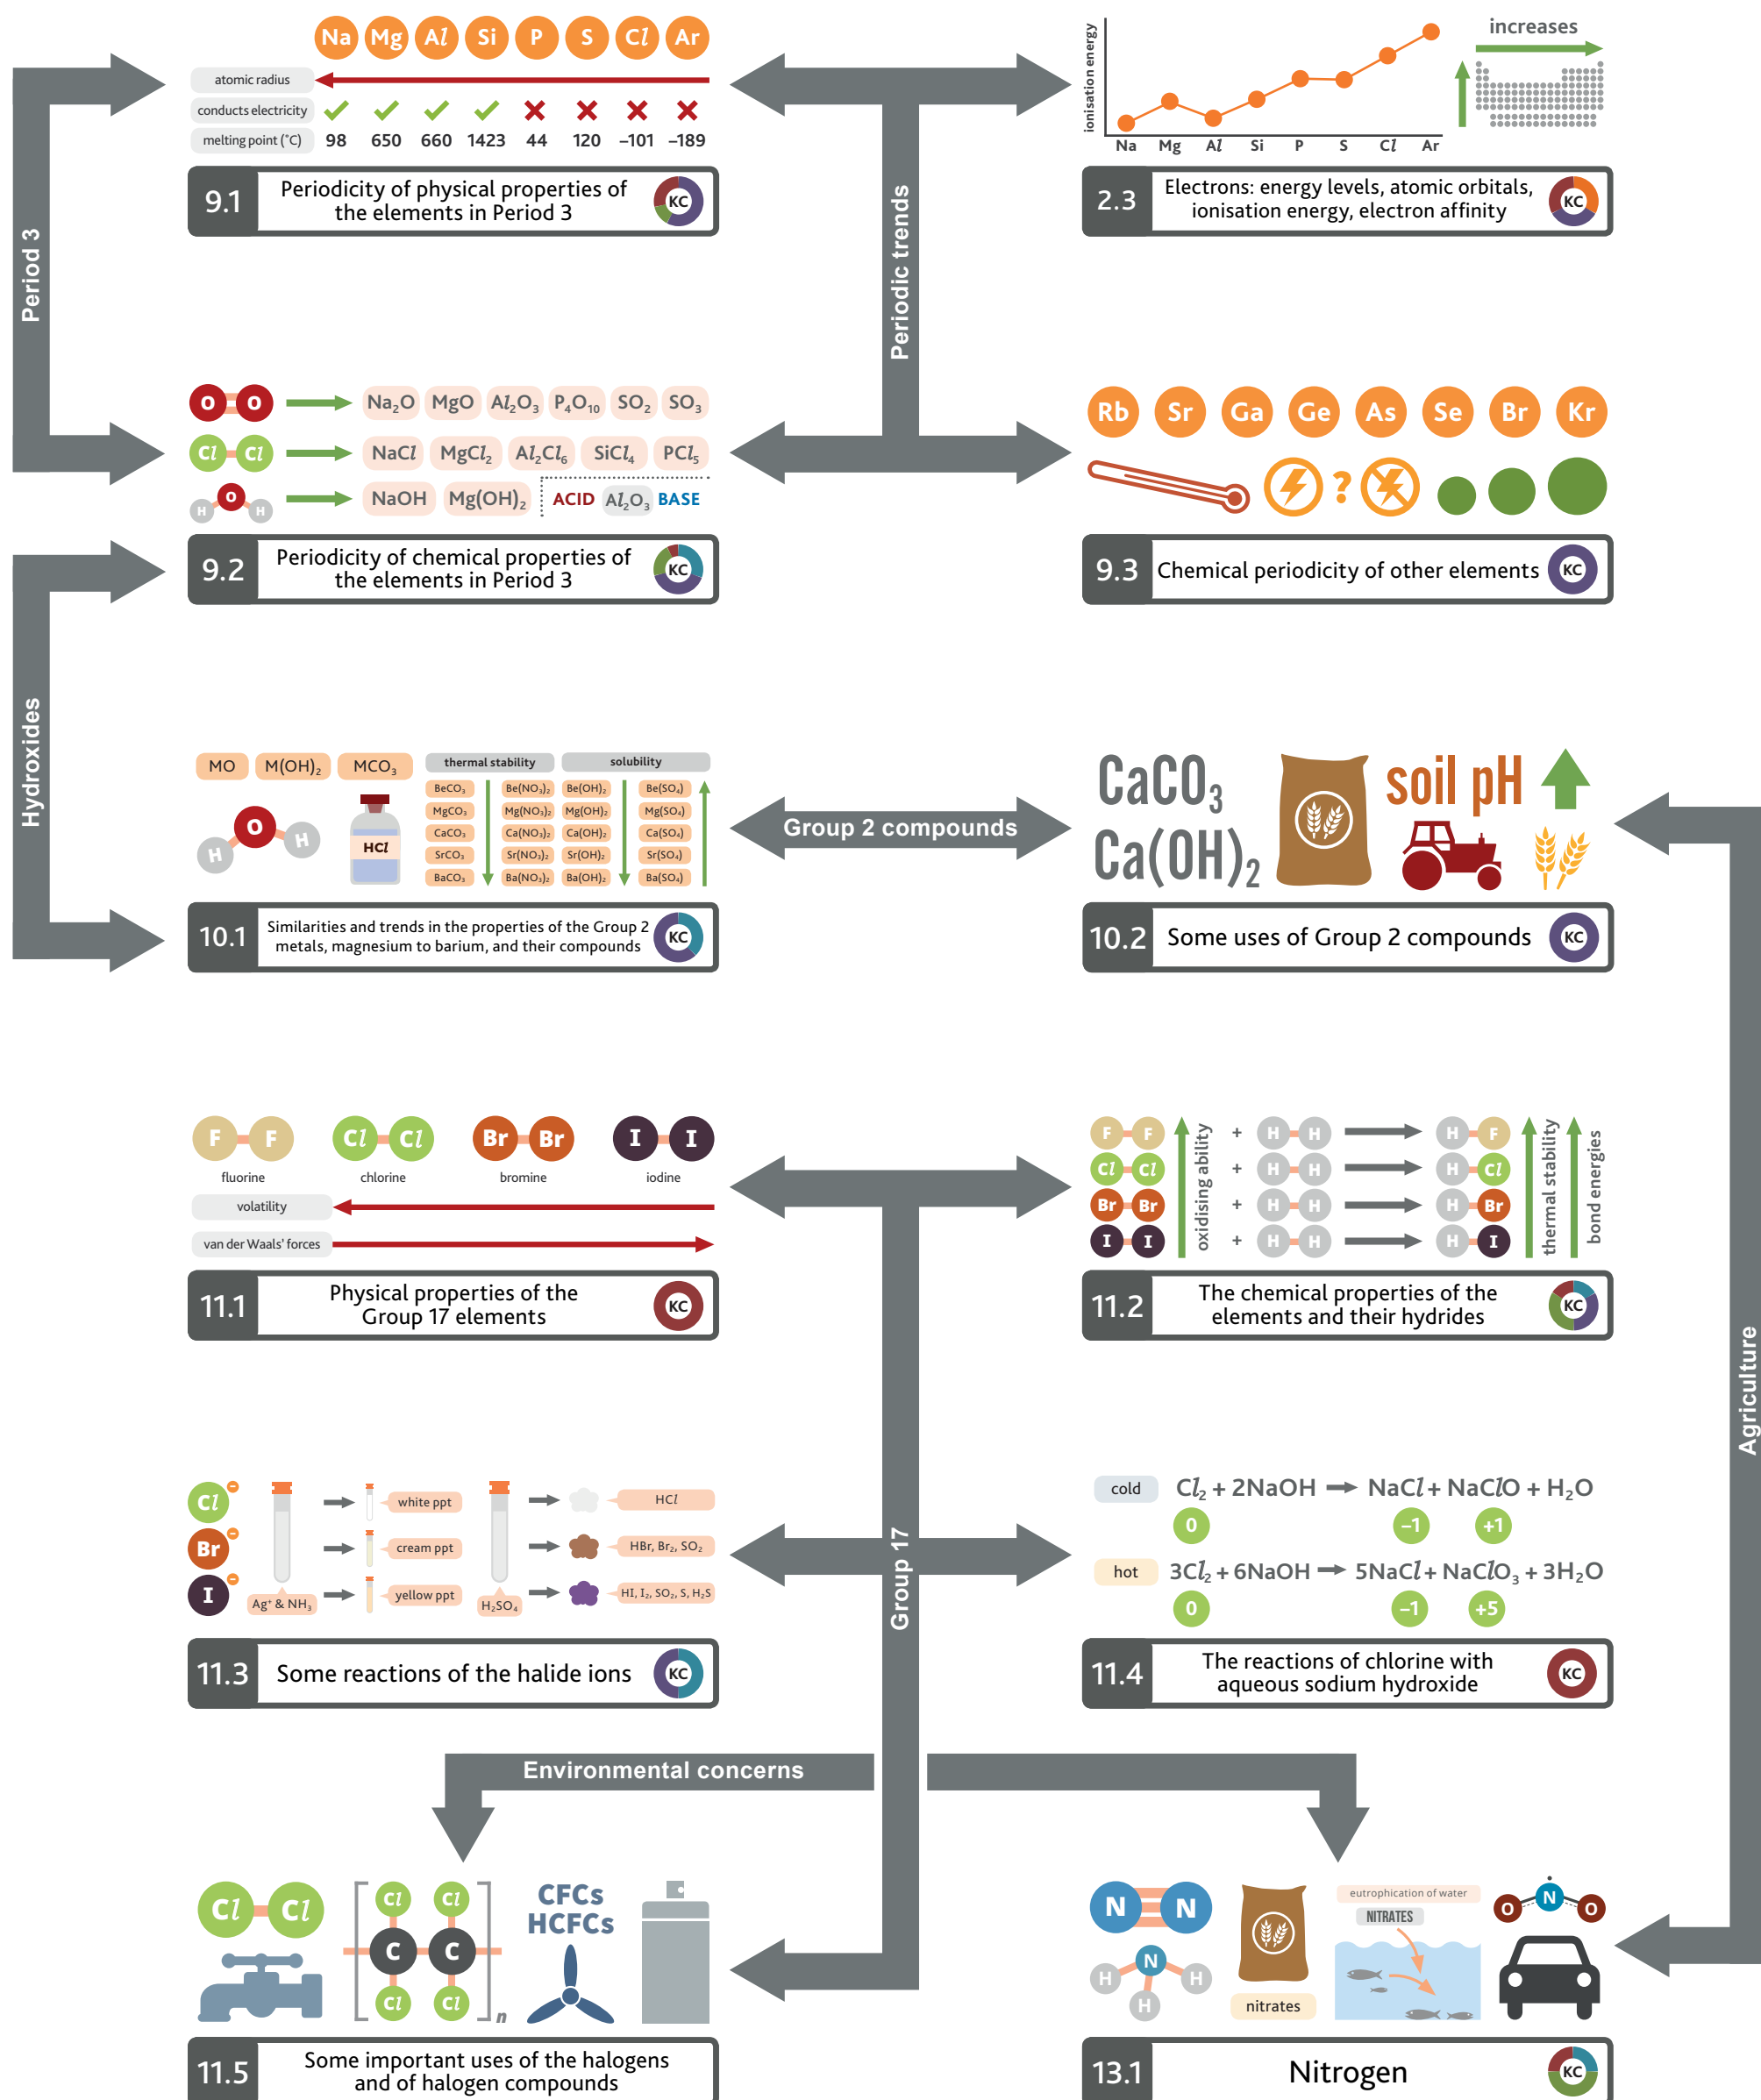 Na Mg Al Si P S Cl Ar
atomic radius
conducts electricity
melting point (°C) 98 650 660 1423 44 120 –101 –189
9.1 Periodicity of physical properties of
the elements in Period 3 KC
ionisation energy
Na Mg Al Si P S Cl Ar
increases
2.3 Electrons: energy levels, atomic orbitals,
ionisation energy, electron affinity KC
Period 3
Periodic trends
O O Na₂O MgO Al₂O₃ P₄O₁₀ SO₂ SO₃
Cl Cl NaCl MgCl₂ Al₂Cl₆ SiCl₄ PCl₅
H O H NaOH Mg(OH)₂ ACID Al₂O₃ BASE
9.2 Periodicity of chemical properties of
the elements in Period 3 KC
Rb Sr Ga Ge As Se Br Kr
?
9.3 Chemical periodicity of other elements KC
Hydroxides
MO M(OH)₂ MCO₃
H O H
HCl
thermal stability solubility
BeCO₃ Be(NO₃)₂ Be(OH)₂ Be(SO₄)
MgCO₃ Mg(NO₃)₂ Mg(OH)₂ Mg(SO₄)
CaCO₃ Ca(NO₃)₂ Ca(OH)₂ Ca(SO₄)
SrCO₃ Sr(NO₃)₂ Sr(OH)₂ Sr(SO₄)
BaCO₃ Ba(NO₃)₂ Ba(OH)₂ Ba(SO₄)
10.1 Similarities and trends in the properties of the Group 2
metals, magnesium to barium, and their compounds KC
Group 2 compounds
CaCO₃
Ca(OH)₂
soil pH
10.2 Some uses of Group 2 compounds KC
Agriculture
F F Cl Cl Br Br I I
fluorine chlorine bromine iodine
volatility
van der Waals' forces
11.1 Physical properties of the
Group 17 elements KC
F F + H H H F
Cl Cl + H H H Cl
Br Br + H H H Br
I I + H H H I
oxidising ability
thermal stability
bond energies
11.2 The chemical properties of the
elements and their hydrides KC
Group 17
Cl – white ppt HCl
Br – cream ppt HBr, Br₂, SO₂
I – yellow ppt HI, I₂, SO₂, S, H₂S
Ag⁺ & NH₃ H₂SO₄
11.3 Some reactions of the halide ions KC
cold Cl₂ + 2NaOH NaCl + NaClO + H₂O
0 –1 +1
hot 3Cl₂ + 6NaOH 5NaCl + NaClO₃ + 3H₂O
0 –1 +5
11.4 The reactions of chlorine with
aqueous sodium hydroxide KC
Environmental concerns
Cl Cl
Cl Cl
C C
Cl Cl
n
CFCs
HCFCs
11.5 Some important uses of the halogens
and of halogen compounds
N N
N
H H
H
nitrates
eutrophication of water
NITRATES
O N O
13.1 Nitrogen KC